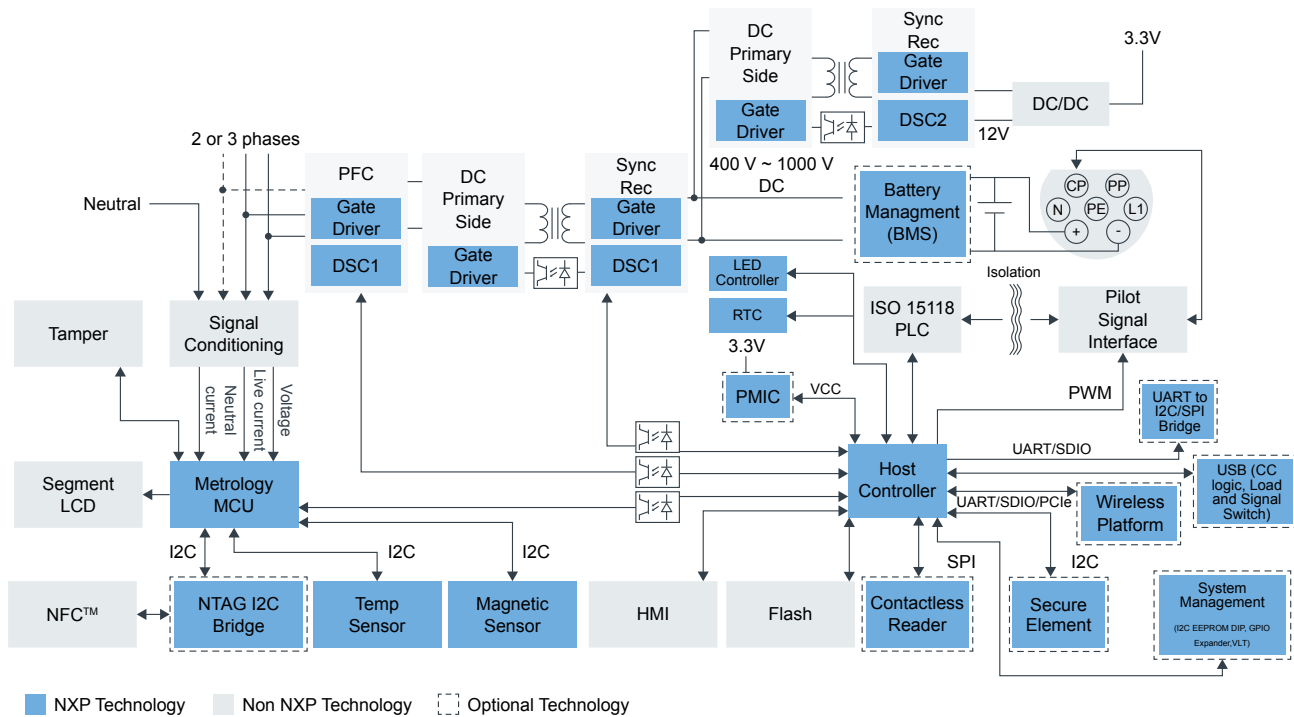 DC
Primary
Side
Gate
Driver
Sync
Rec
Gate
Driver
DSC2
12V
DC/DC
3.3V
2 or 3 phases
Neutral
PFC
Gate
Driver
DSC1
DC
Primary
Side
Gate
Driver
Sync
Rec
Gate
Driver
DSC1
400 V ~ 1000 V
DC
Battery
Managment
(BMS)
CP
PP
N
PE
L1
+
-
Tamper
Signal
Conditioning
Neutral
current
Live current
Voltage
LED
Controller
RTC
3.3V
PMIC
VCC
ISO 15118
PLC
Isolation
Pilot
Signal
Interface
PWM
UART to
I2C/SPI
Bridge
Segment
LCD
Metrology
MCU
Host
Controller
UART/SDIO
USB (CC
logic, Load
and Signal
Switch)
UART/SDIO/PCIe
Wireless
Platform
I2C
I2C
I2C
SPI
I2C
NFC™
NTAG I2C
Bridge
Temp
Sensor
Magnetic
Sensor
HMI
Flash
Contactless
Reader
Secure
Element
System
Management
(I2C EEPROM DIP, GPIO
Expander,VLT)
NXP Technology
Non NXP Technology
Optional Technology